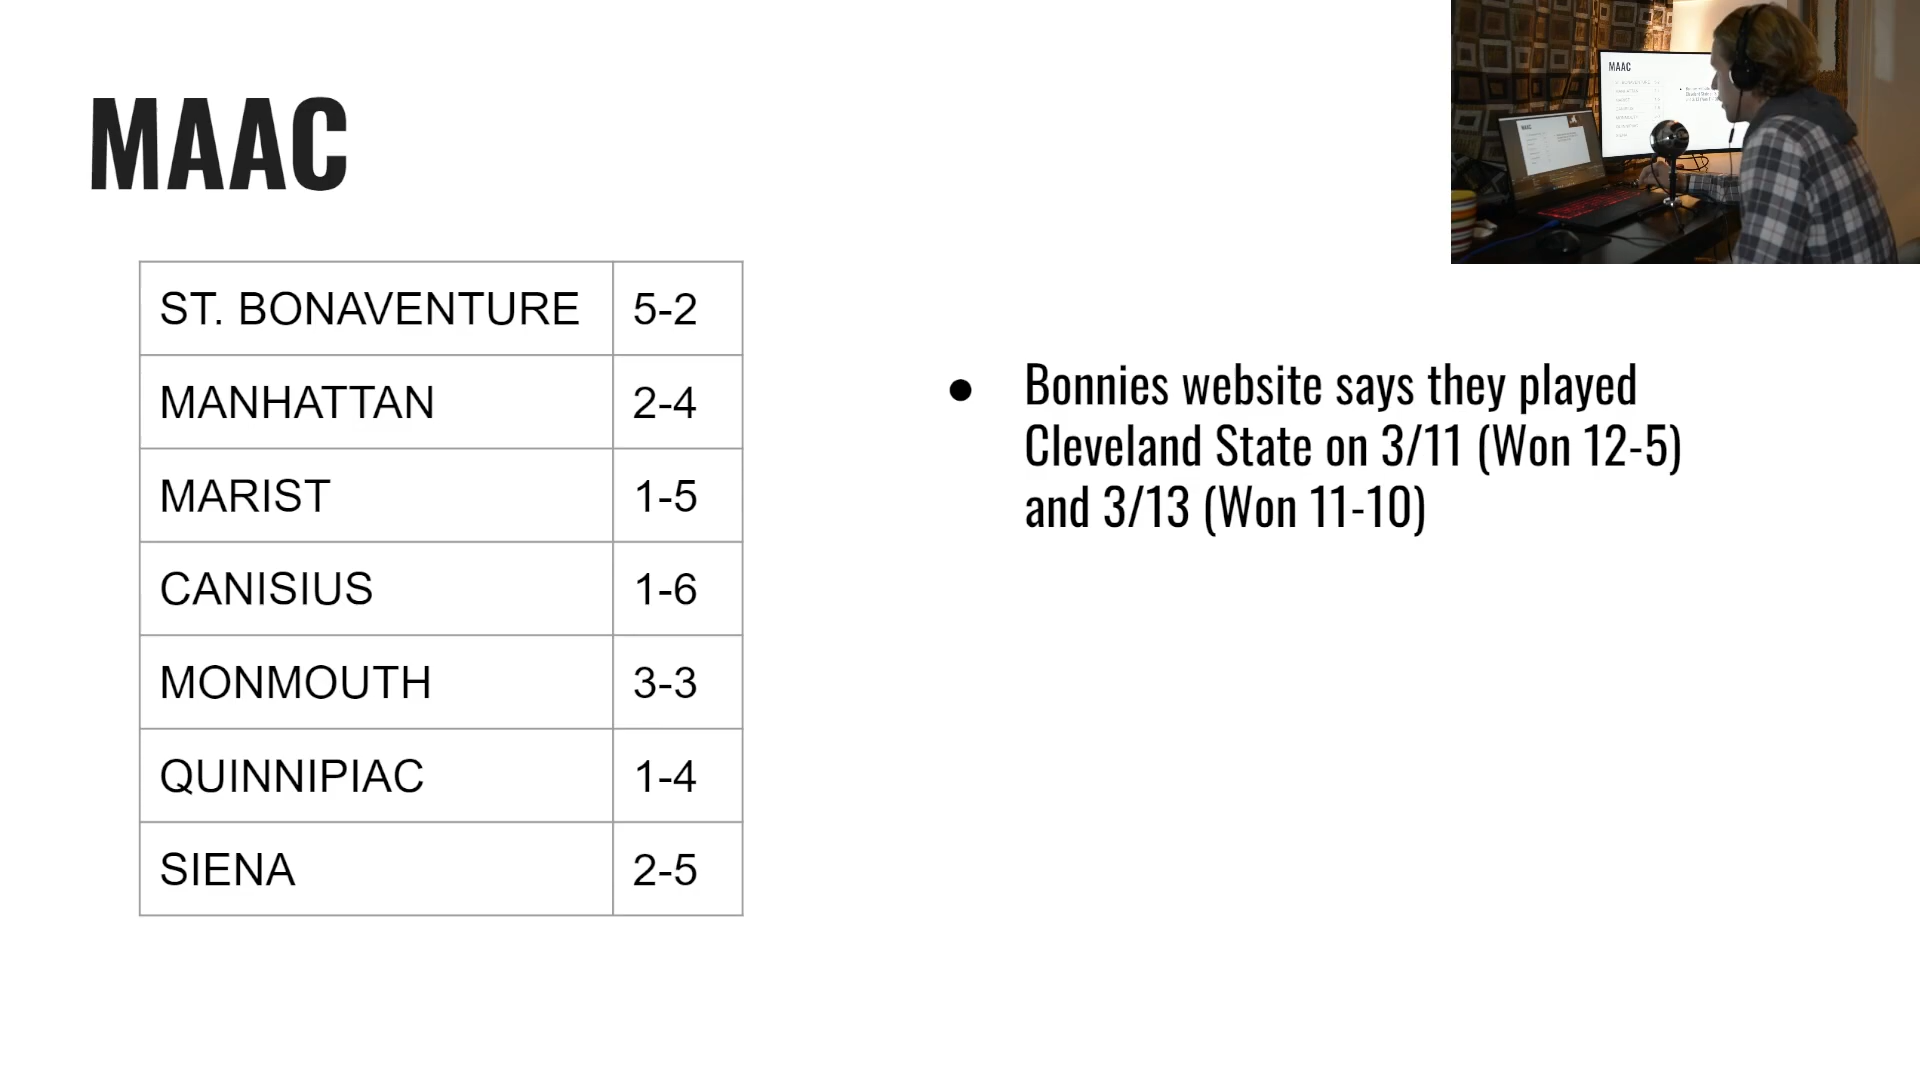 MAAC
ST. BONAVENTURE 5-2
MANHATTAN 2-4
MARIST 1-5
CANISIUS 1-6
MONMOUTH 3-3
QUINNIPIAC 1-4
SIENA 2-5
● Bonnies website says they played
Cleveland State on 3/11 (Won 12-5)
and 3/13 (Won 11-10)
MAAC